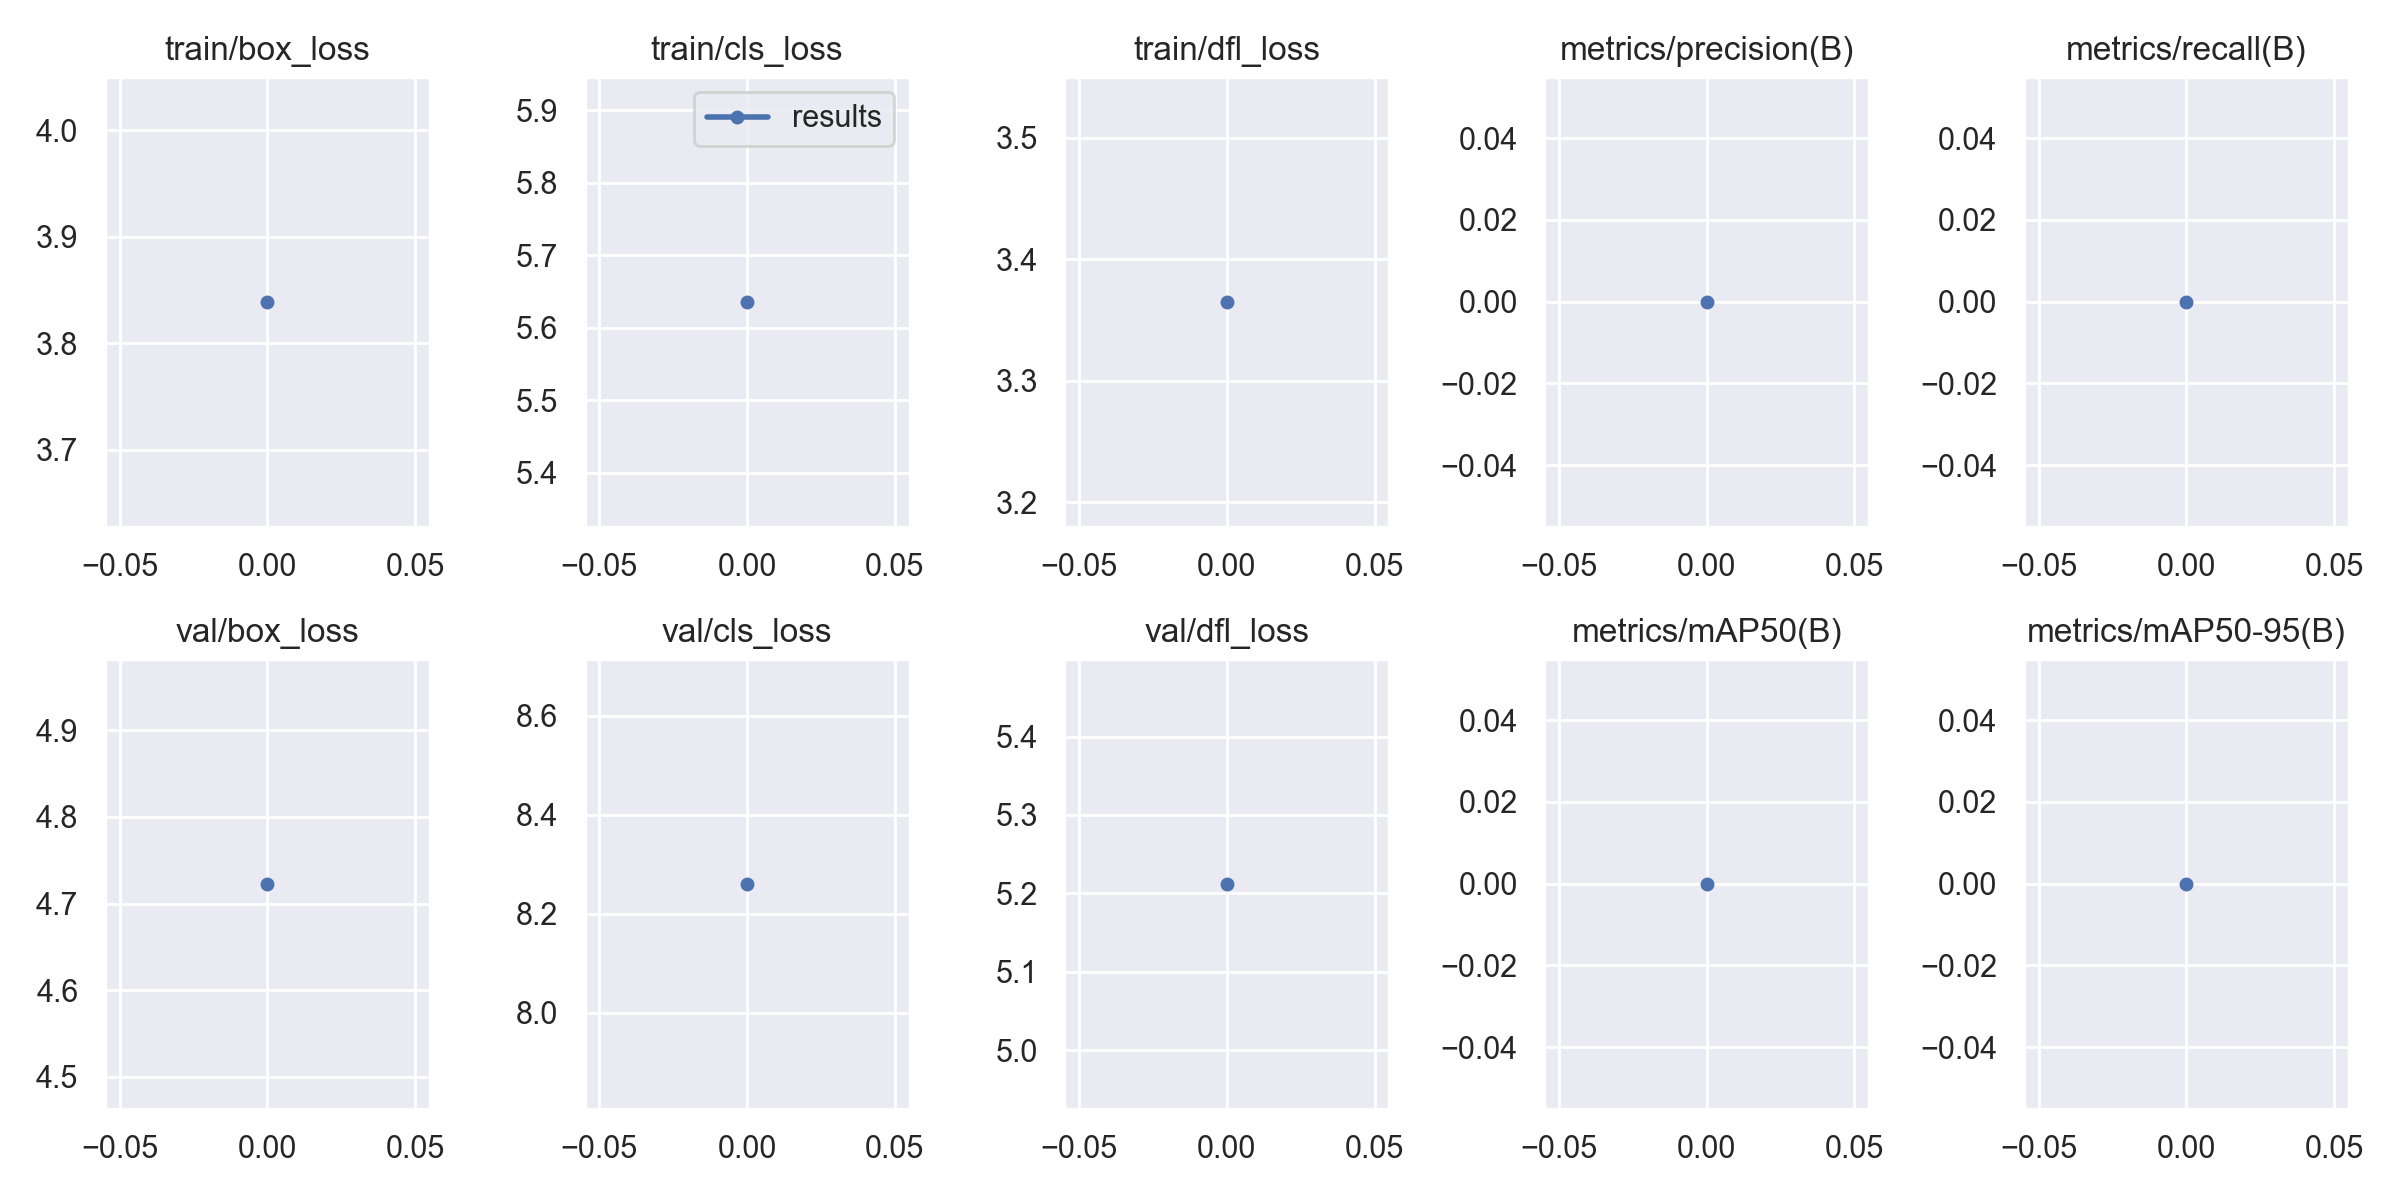 train/box_loss
4.0
3.9
3.8
3.7
−0.05 0.00 0.05
train/cls_loss
results
5.9
5.8
5.7
5.6
5.5
5.4
−0.05 0.00 0.05
train/dfl_loss
3.5
3.4
3.3
3.2
−0.05 0.00 0.05
metrics/precision(B)
0.04
0.02
0.00
−0.02
−0.04
−0.05 0.00 0.05
metrics/recall(B)
0.04
0.02
0.00
−0.02
−0.04
−0.05 0.00 0.05
val/box_loss
4.9
4.8
4.7
4.6
4.5
−0.05 0.00 0.05
val/cls_loss
8.6
8.4
8.2
8.0
−0.05 0.00 0.05
val/dfl_loss
5.4
5.3
5.2
5.1
5.0
−0.05 0.00 0.05
metrics/mAP50(B)
0.04
0.02
0.00
−0.02
−0.04
−0.05 0.00 0.05
metrics/mAP50-95(B)
0.04
0.02
0.00
−0.02
−0.04
−0.05 0.00 0.05